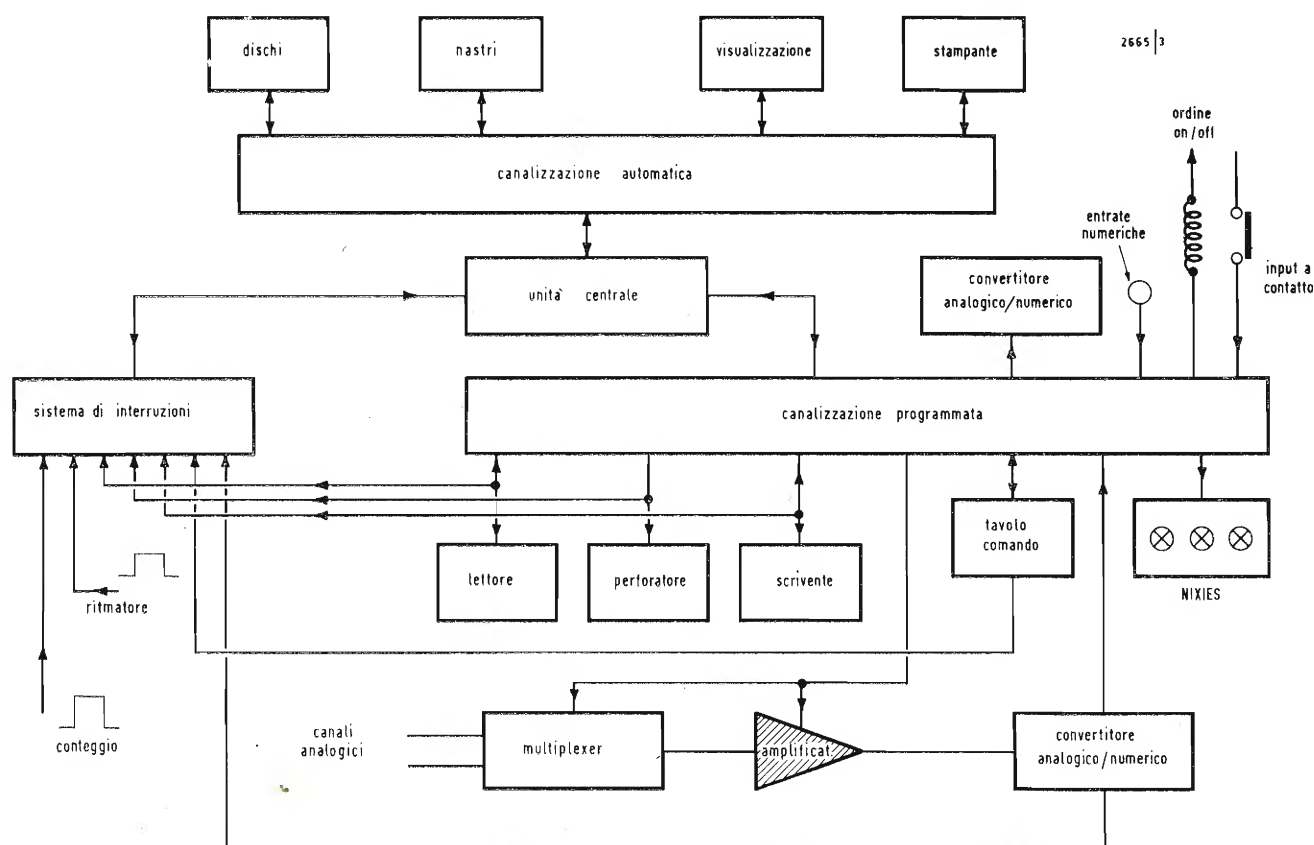 dischi
nastri
visualizzazione
stampante
2665|3
ordine
on/off
canalizzazione automatica
entrate
numeriche
input a
contatto
unità centrale
convertitore
analogico/numerico
sistema di interruzioni
canalizzazione programmata
lettore
perforatore
scrivente
tavolo
comando
NIXIES
ritmatore
conteggio
canali
analogici
multiplexer
amplificat.
convertitore
analogico/numerico